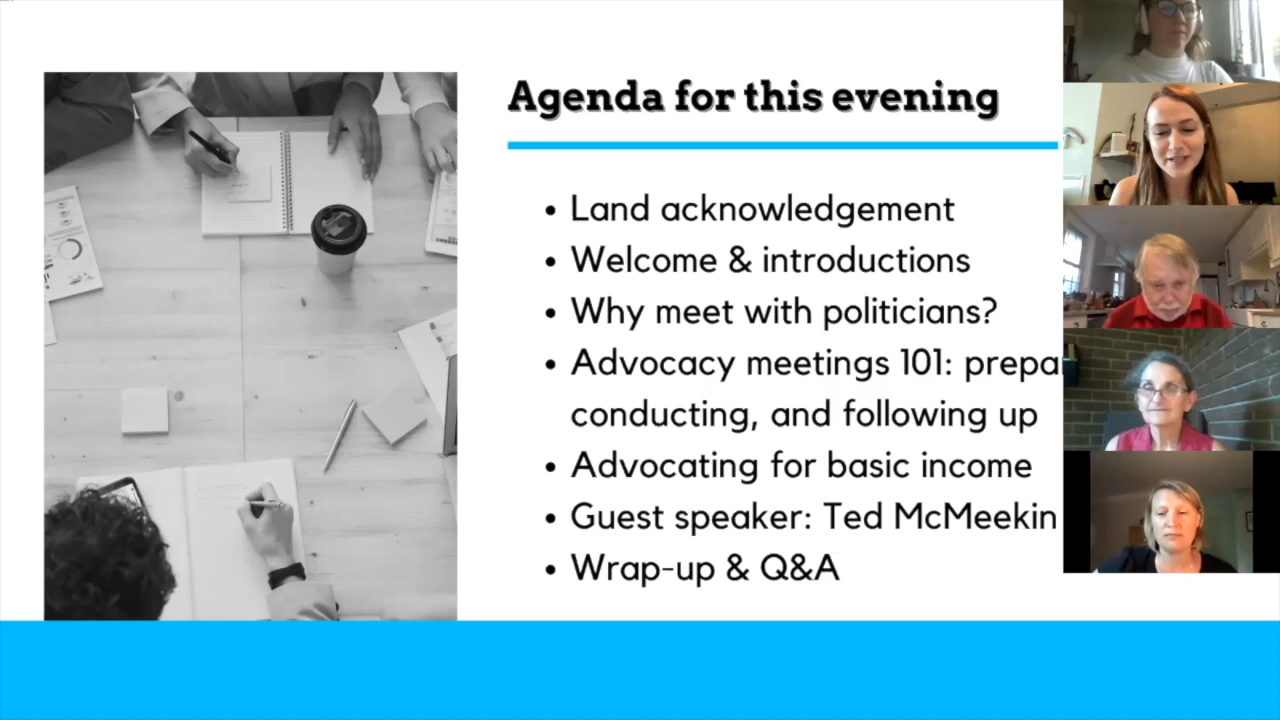 Agenda for this evening
• Land acknowledgement
• Welcome & introductions
• Why meet with politicians?
• Advocacy meetings 101:
conducting, and following up
• Advocating for basic income
• Guest speaker: Ted McMeekin
• Wrap-up & Q&A